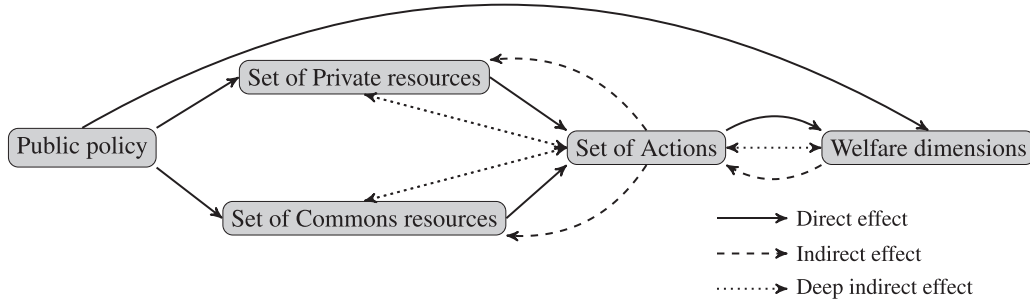 Set of Private resources
Public policy
Set of Actions
Welfare dimensions
Set of Commons resources
Direct effect
Indirect effect
Deep indirect effect